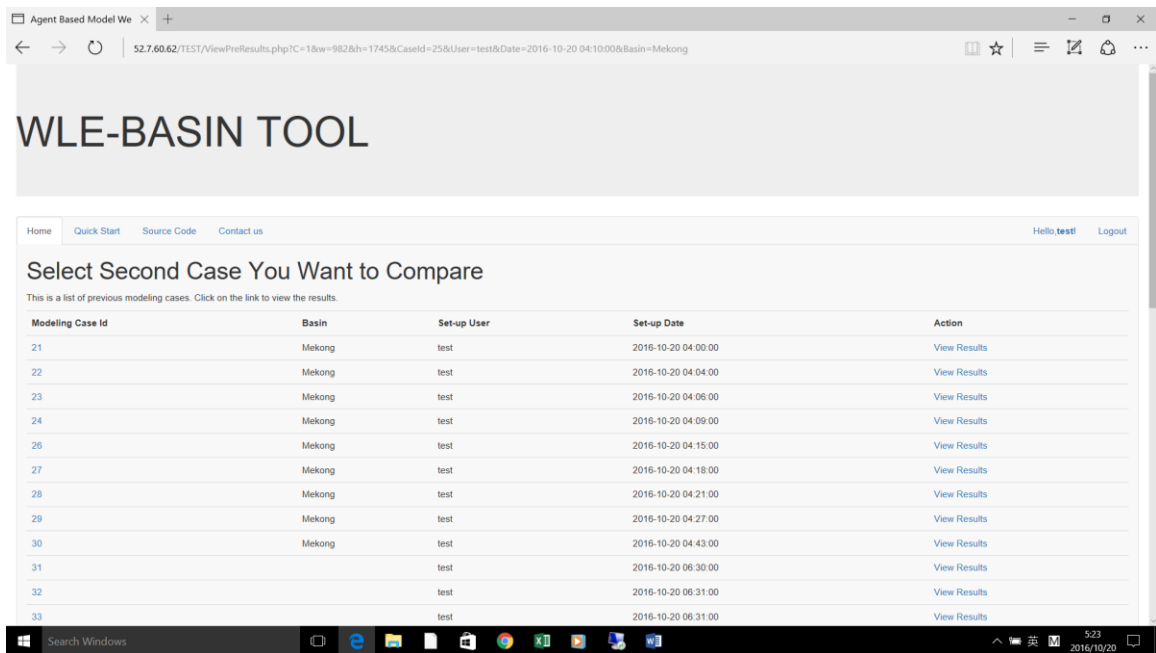 Agent Based Model We
52.7.60.62/TEST/ViewPreResults.php?C=1&w=982&h=1745&CaseId=25&User=test&Date=2016-10-20 04:10:00&Basin=Mekong
WLE-BASIN TOOL
Home Quick Start Source Code Contact us Hello,test! Logout
Select Second Case You Want to Compare
This is a list of previous modeling cases. Click on the link to view the results.
Modeling Case Id Basin Set-up User Set-up Date Action
21 Mekong test 2016-10-20 04:00:00 View Results
22 Mekong test 2016-10-20 04:04:00 View Results
23 Mekong test 2016-10-20 04:06:00 View Results
24 Mekong test 2016-10-20 04:09:00 View Results
26 Mekong test 2016-10-20 04:15:00 View Results
27 Mekong test 2016-10-20 04:18:00 View Results
28 Mekong test 2016-10-20 04:21:00 View Results
29 Mekong test 2016-10-20 04:27:00 View Results
30 Mekong test 2016-10-20 04:43:00 View Results
31 test 2016-10-20 06:30:00 View Results
32 test 2016-10-20 06:31:00 View Results
33 test 2016-10-20 06:31:00 View Results
Search Windows 英 M 5:23
2016/10/20